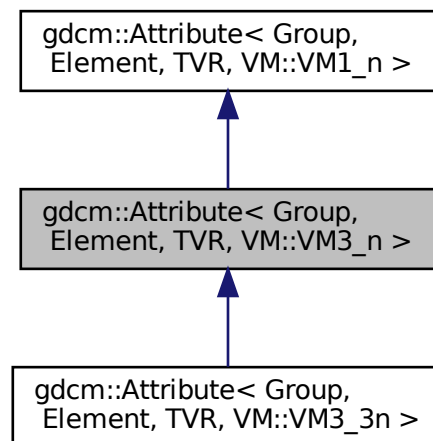 gdcm::Attribute< Group,
Element, TVR, VM::VM1_n >
gdcm::Attribute< Group,
Element, TVR, VM::VM3_n >
gdcm::Attribute< Group,
Element, TVR, VM::VM3_3n >